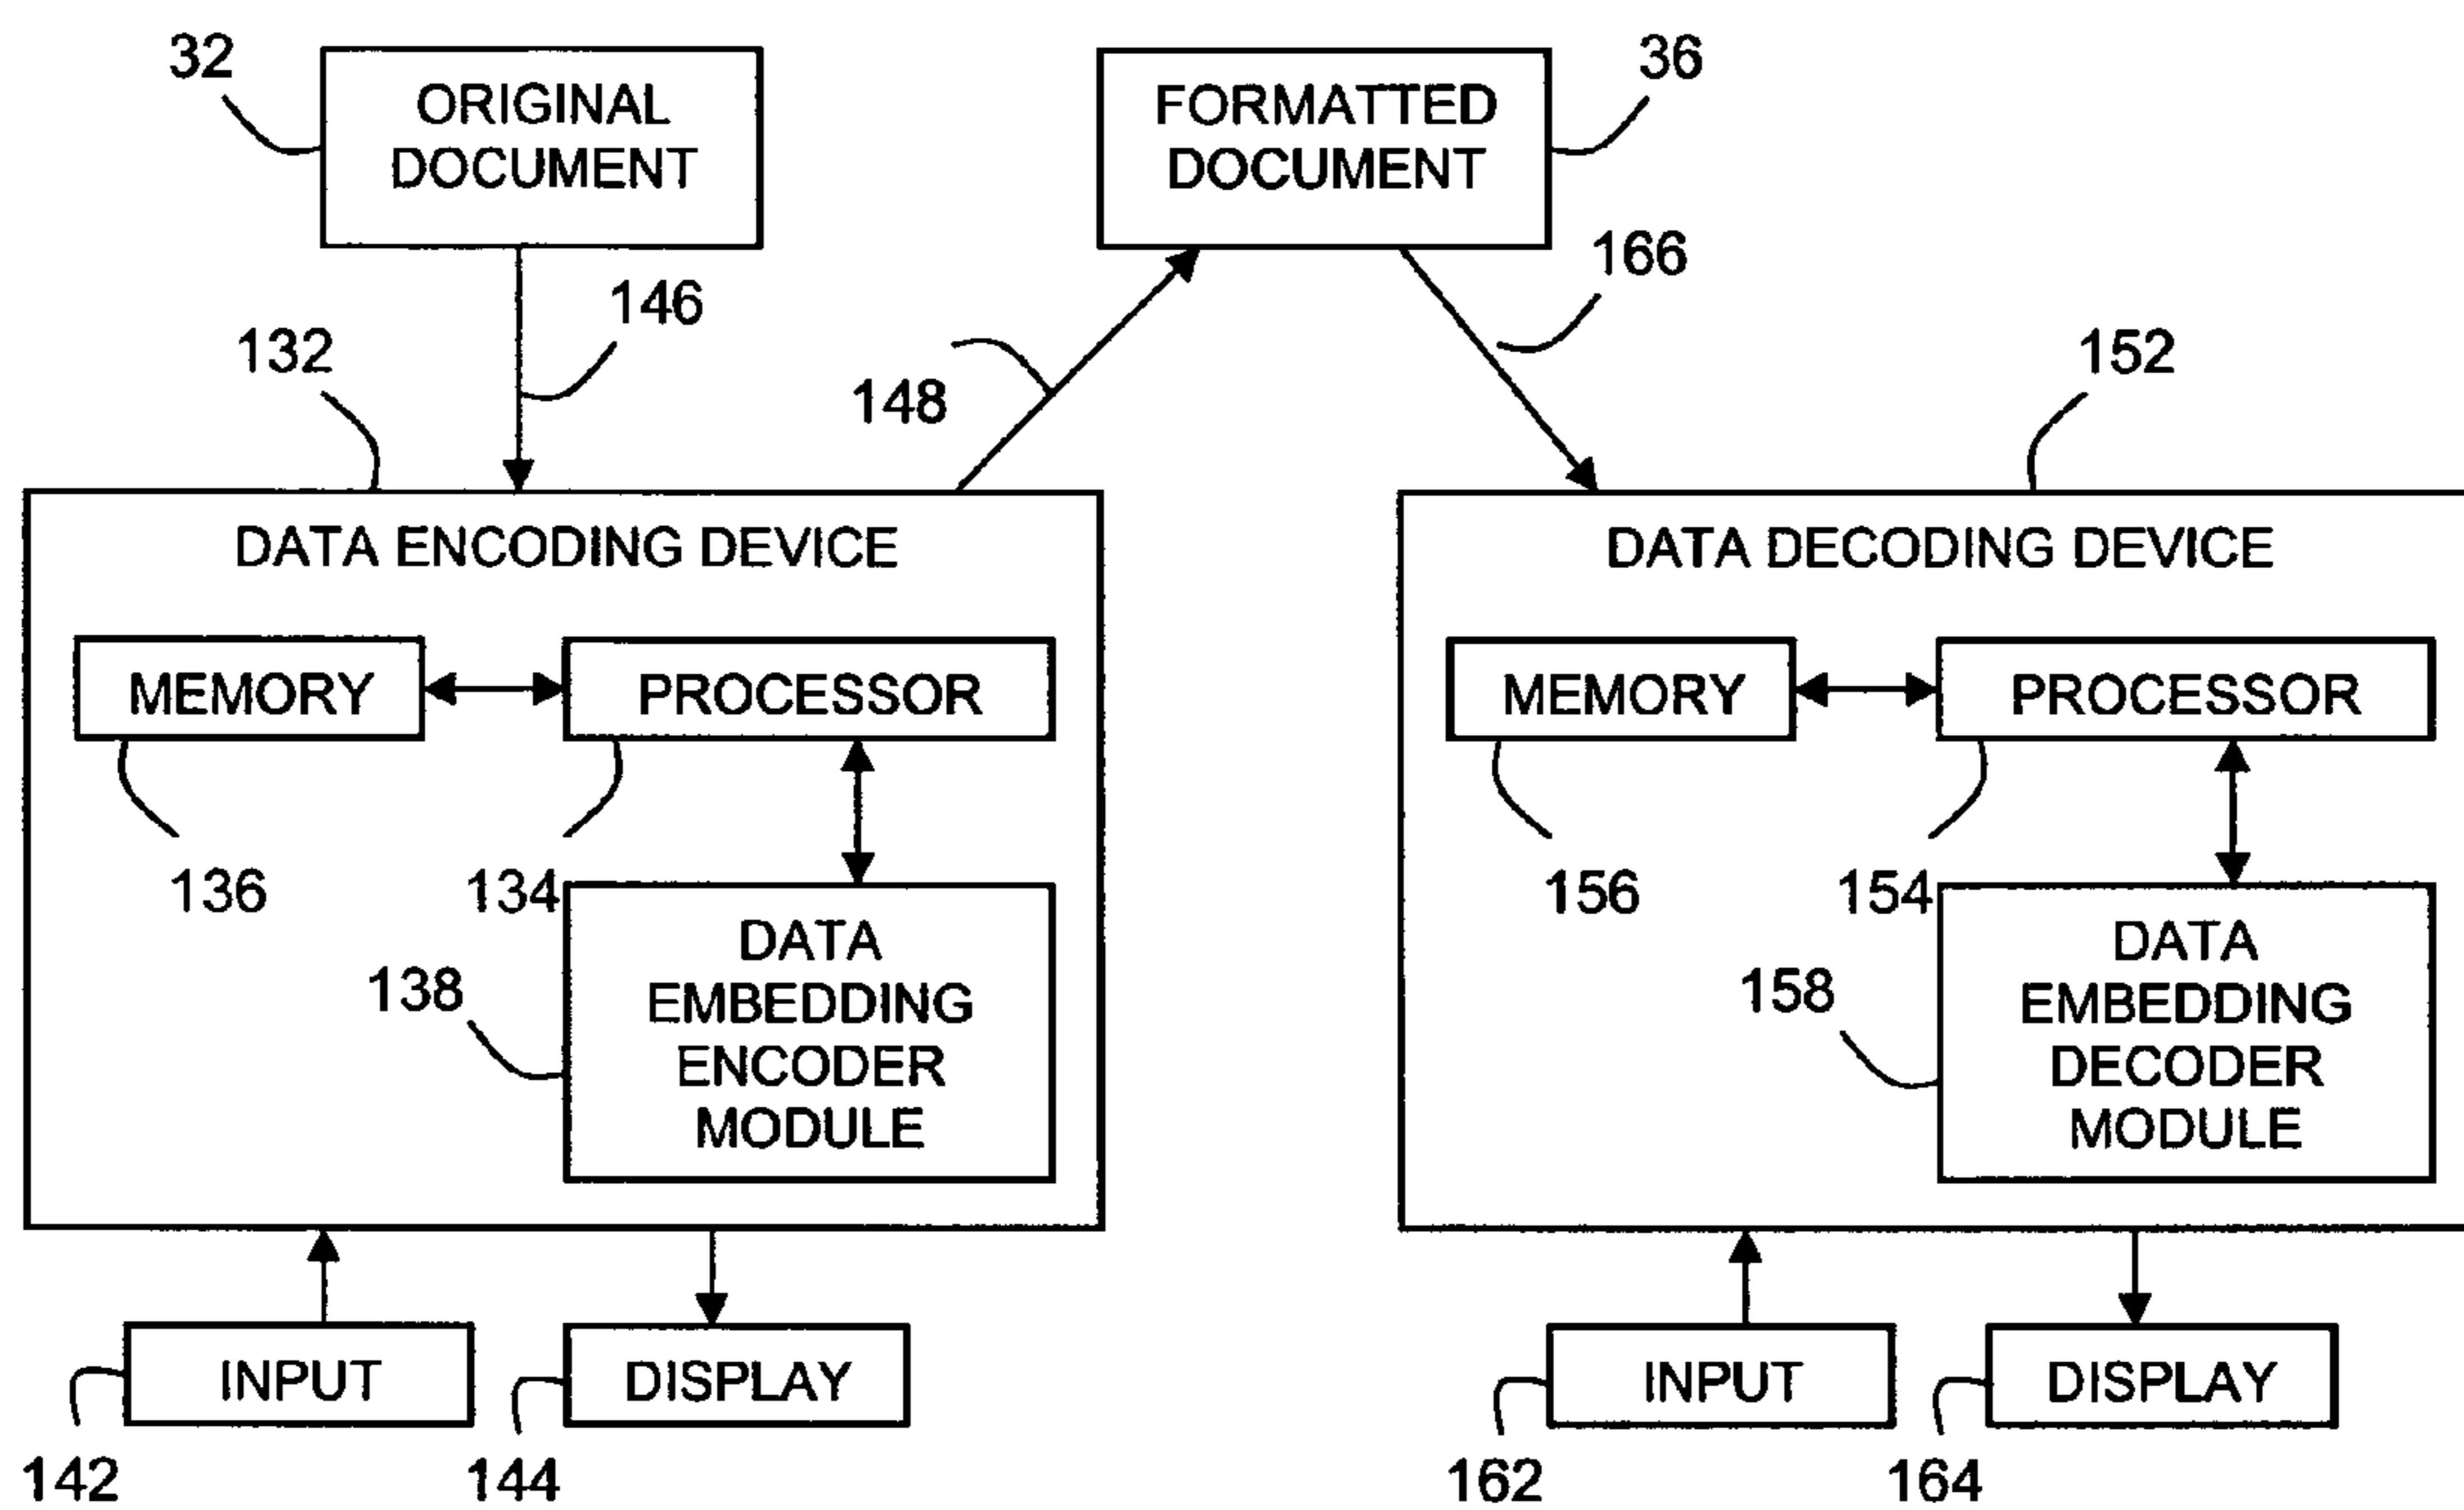 32
ORIGINAL
DOCUMENT
FORMATTED
DOCUMENT
36
146
166
132
148
152
DATA ENCODING DEVICE
MEMORY
PROCESSOR
136
134
138
DATA
EMBEDDING
ENCODER
MODULE
DATA DECODING DEVICE
MEMORY
PROCESSOR
156
154
158
DATA
EMBEDDING
DECODER
MODULE
INPUT
DISPLAY
142
144
INPUT
DISPLAY
162
164